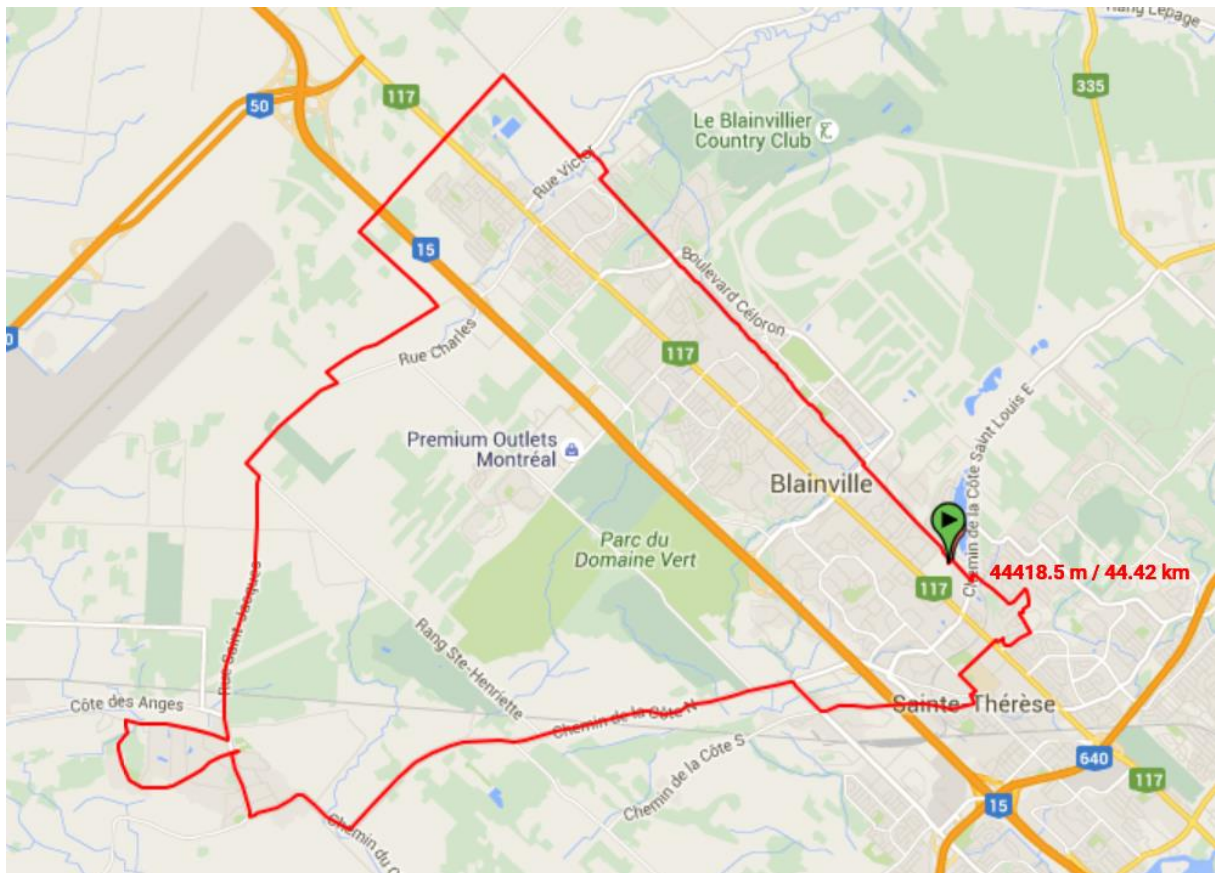 Rang Lepage
117
50
335
Le Blainvillier
Country Club
Rue Victor
15
Boulevard Céloron
117
Rue Charles
Chemin de la Côte Saint Louis E
Premium Outlets
Montréal
Blainville
Parc du
Domaine Vert
44418.5 m / 44.42 km
117
Rue Saint-Jacques
Rang Ste-Henriette
Côte des Anges
Chemin de la Côte N
Sainte-Thérèse
Chemin de la Côte S
640
117
15
Chemin du